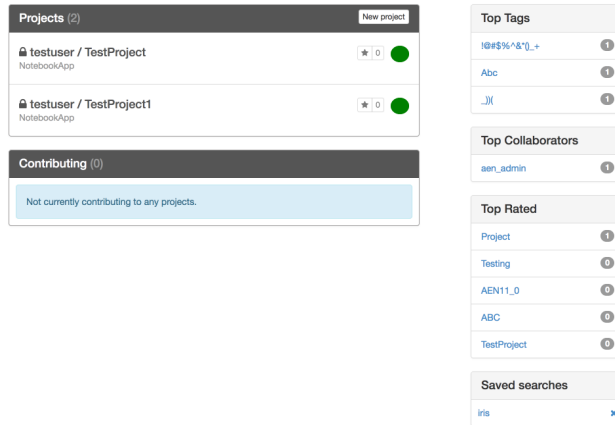 Projects (2)
New project
testuser / TestProject
0
NotebookApp
testuser / TestProject1
0
NotebookApp
Contributing (0)
Not currently contributing to any projects.
Top Tags
!@#$%^&*()_+
1
Abc
1
_))(
1
Top Collaborators
aen_admin
1
Top Rated
Project
1
Testing
0
AEN11_0
0
ABC
0
TestProject
0
Saved searches
iris